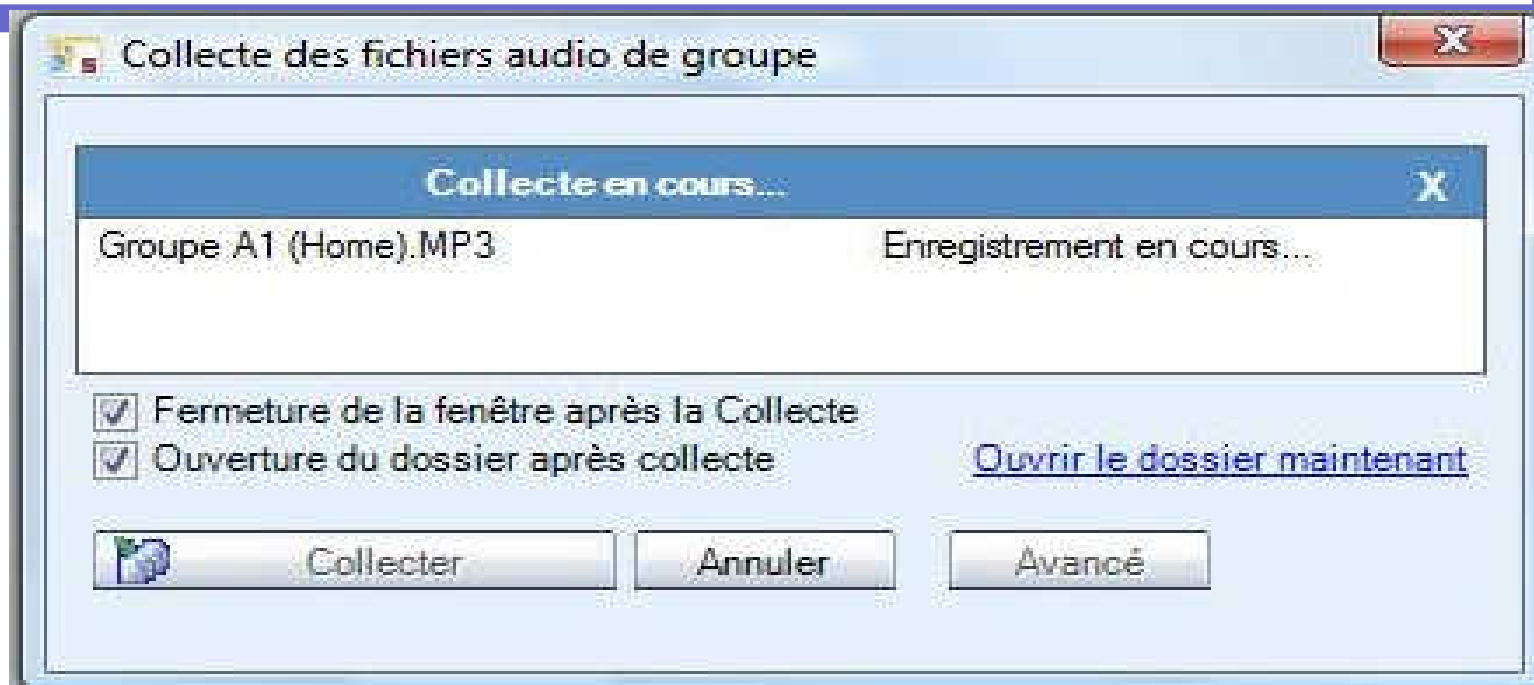 Collecte des fichiers audio de groupe
Collecte en cours... X
Groupe A1 (Home).MP3 Enregistrement en cours...
Fermeture de la fenêtre après la Collecte
Ouverture du dossier après collecte Ouvrir le dossier maintenant
Collecter Annuler Avancé